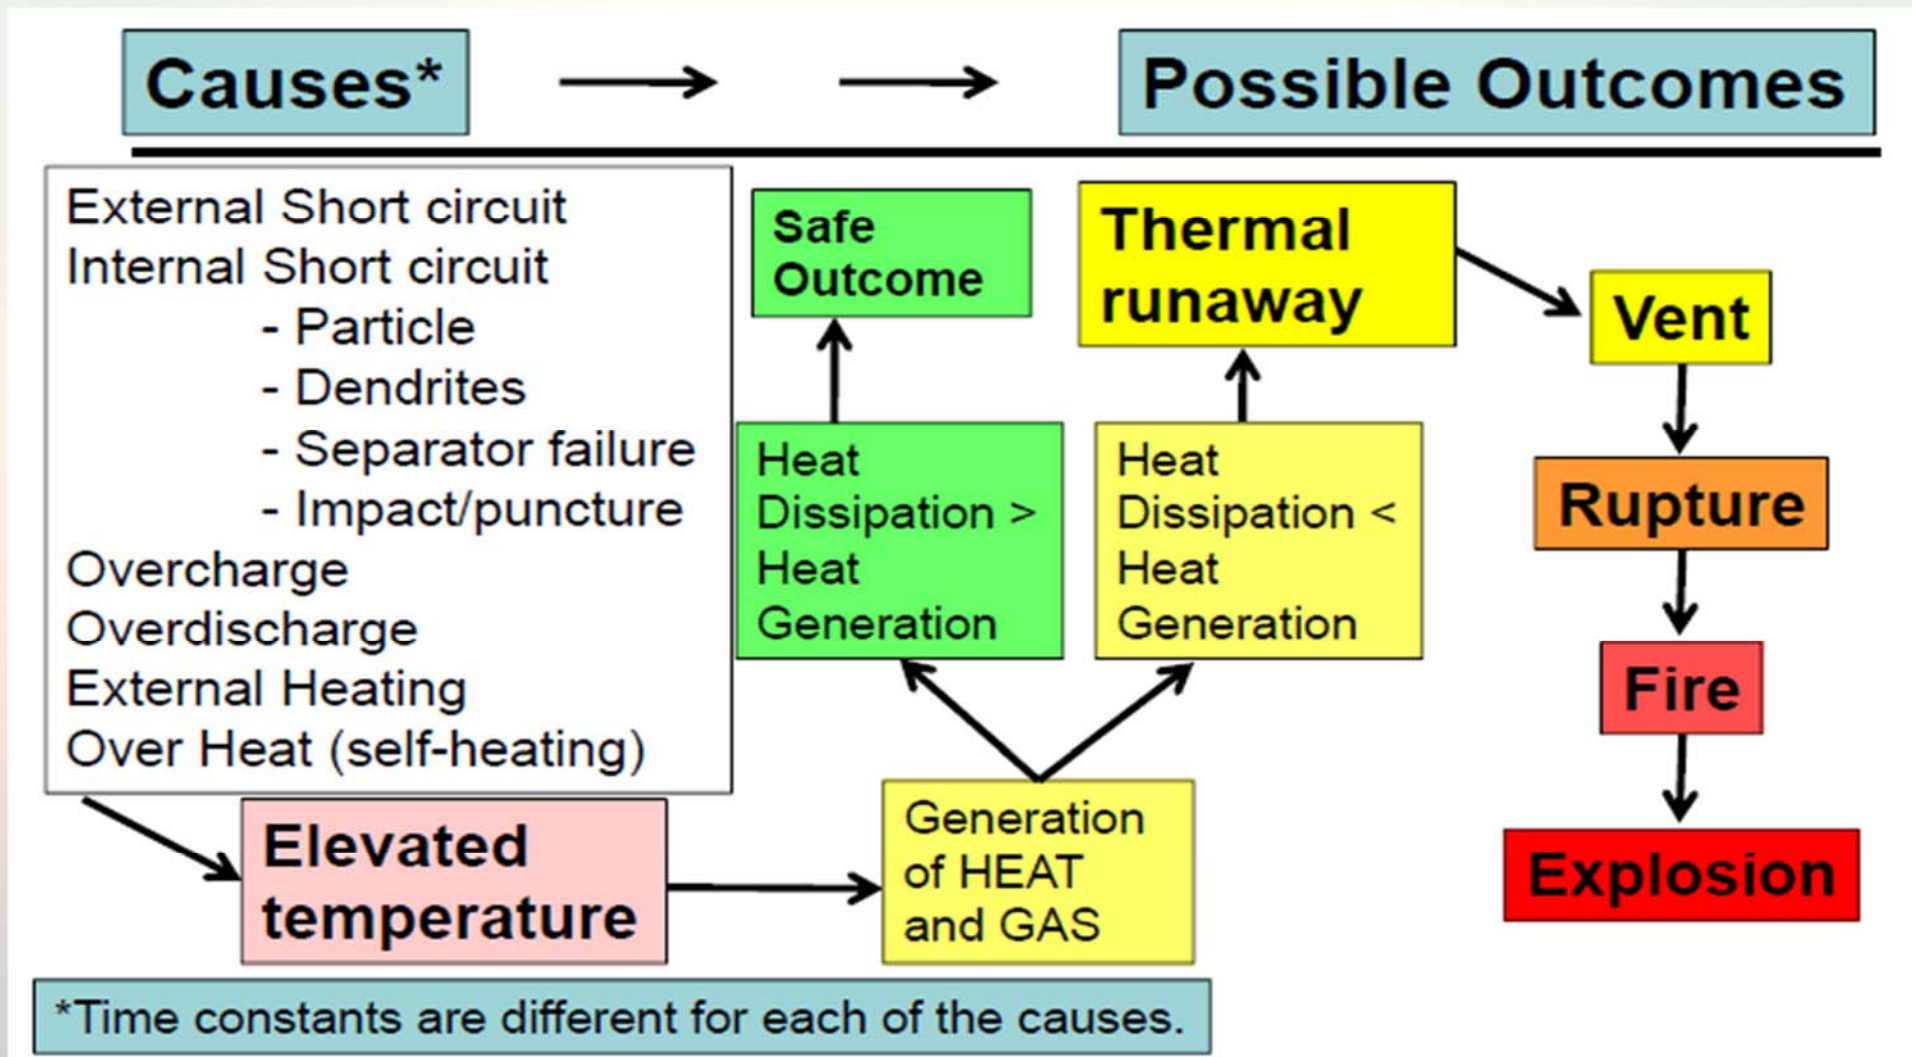 Causes*
Possible Outcomes
External Short circuit
Internal Short circuit
- Particle
- Dendrites
- Separator failure
- Impact/puncture
Overcharge
Overdischarge
External Heating
Over Heat (self-heating)
Elevated
temperature
Generation
of HEAT
and GAS
Heat
Dissipation >
Heat
Generation
Safe
Outcome
Heat
Dissipation <
Heat
Generation
Thermal
runaway
Vent
Rupture
Fire
Explosion
*Time constants are different for each of the causes.